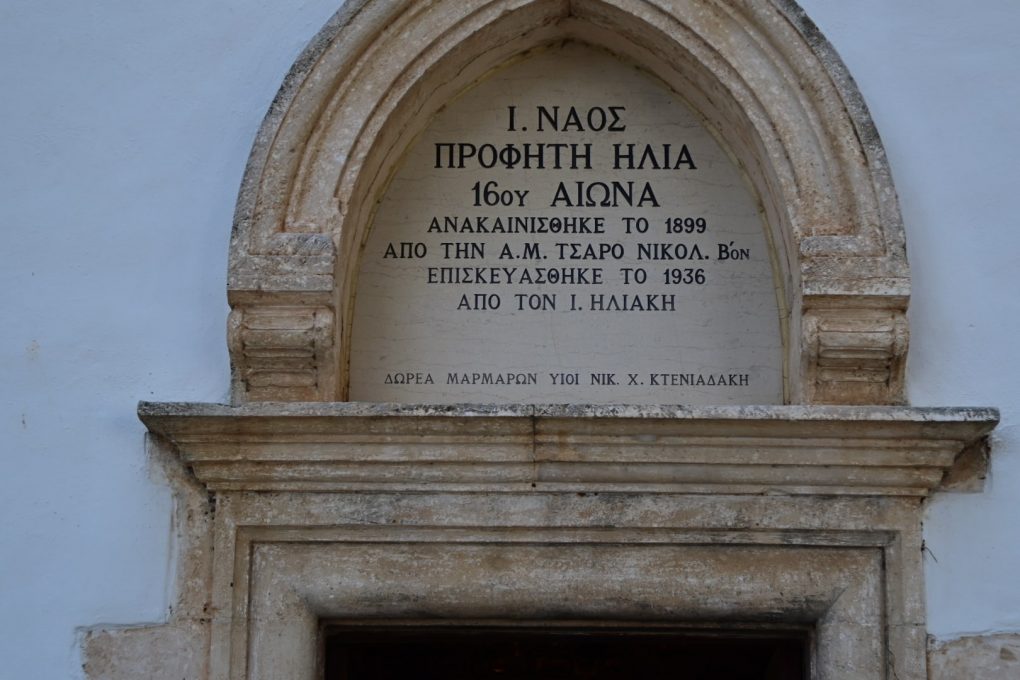 Ι. ΝΑΟΣ
ΠΡΟΦΗΤΗ ΗΛΙΑ
16ου ΑΙΩΝΑ
ΑΝΑΚΑΙΝΙΣΘΗΚΕ ΤΟ 1899
ΑΠΟ ΤΗΝ Α.Μ. ΤΣΑΡΟ ΝΙΚΟΛ. Β΄ον
ΕΠΙΣΚΕΥΑΣΘΗΚΕ ΤΟ 1936
ΑΠΟ ΤΟΝ Ι. ΗΛΙΑΚΗ
ΔΩΡΕΑ ΜΑΡΜΑΡΩΝ ΥΙΟΙ ΝΙΚ. Χ. ΚΤΕΝΙΑΔΑΚΗ